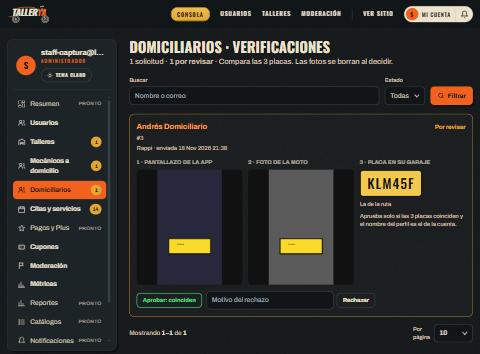 TALLERYA
CONSOLA
USUARIOS
TALLERES
MODERACIÓN
VER SITIO
S
MI CUENTA
S
staff-captura@l...
ADMINISTRADOR
TEMA CLARO
Resumen PRONTO
Usuarios
Talleres 1
Mecánicos a domicilio 1
Domiciliarios 1
Citas y servicios 14
Pagos y Plus PRONTO
Cupones
Moderación
Métricas
Reportes PRONTO
Catálogos PRONTO
Notificaciones PRONTO
DOMICILIARIOS · VERIFICACIONES
1 solicitud · 1 por revisar · Compara las 3 placas. Las fotos se borran al decidir.
Buscar
Nombre o correo
Estado
Todas
Filtrar
Andrés Domiciliario
Por revisar
#3
Rappi · enviada 18 Nov 2026 21:38
1 · PANTALLAZO DE LA APP
2 · FOTO DE LA MOTO
3 · PLACA EN SU GARAJE
KLM45F
La de la ruta
Aprueba solo si las 3 placas coinciden y
el nombre del perfil es el de la cuenta.
Aprobar: coinciden
Motivo del rechazo
Rechazar
Mostrando 1–1 de 1
Por página
10